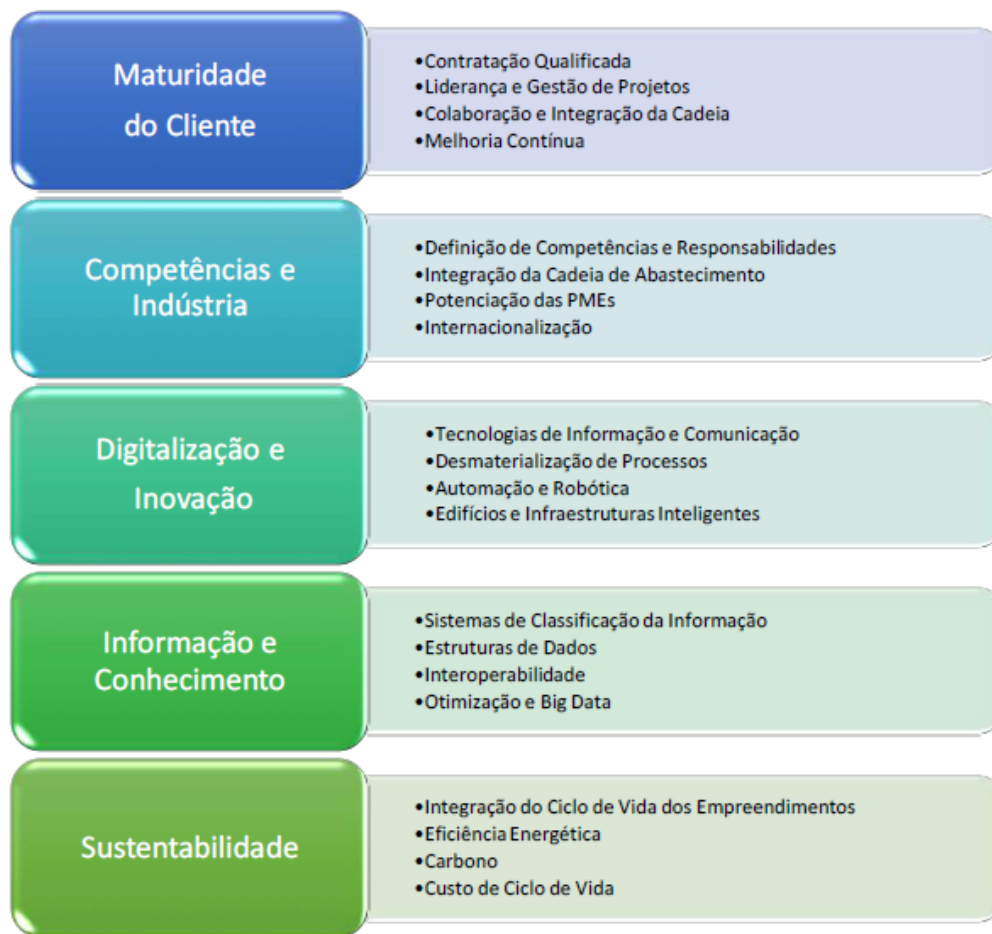 Maturidade
do Cliente
•Contratação Qualificada
•Liderança e Gestão de Projetos
•Colaboração e Integração da Cadeia
•Melhoria Contínua
Competências e
Indústria
•Definição de Competências e Responsabilidades
•Integração da Cadeia de Abastecimento
•Potenciação das PMEs
•Internacionalização
Digitalização e
Inovação
•Tecnologias de Informação e Comunicação
•Desmaterialização de Processos
•Automação e Robótica
•Edifícios e Infraestruturas Inteligentes
Informação e
Conhecimento
•Sistemas de Classificação da Informação
•Estruturas de Dados
•Interoperabilidade
•Otimização e Big Data
Sustentabilidade
•Integração do Ciclo de Vida dos Empreendimentos
•Eficiência Energética
•Carbono
•Custo de Ciclo de Vida